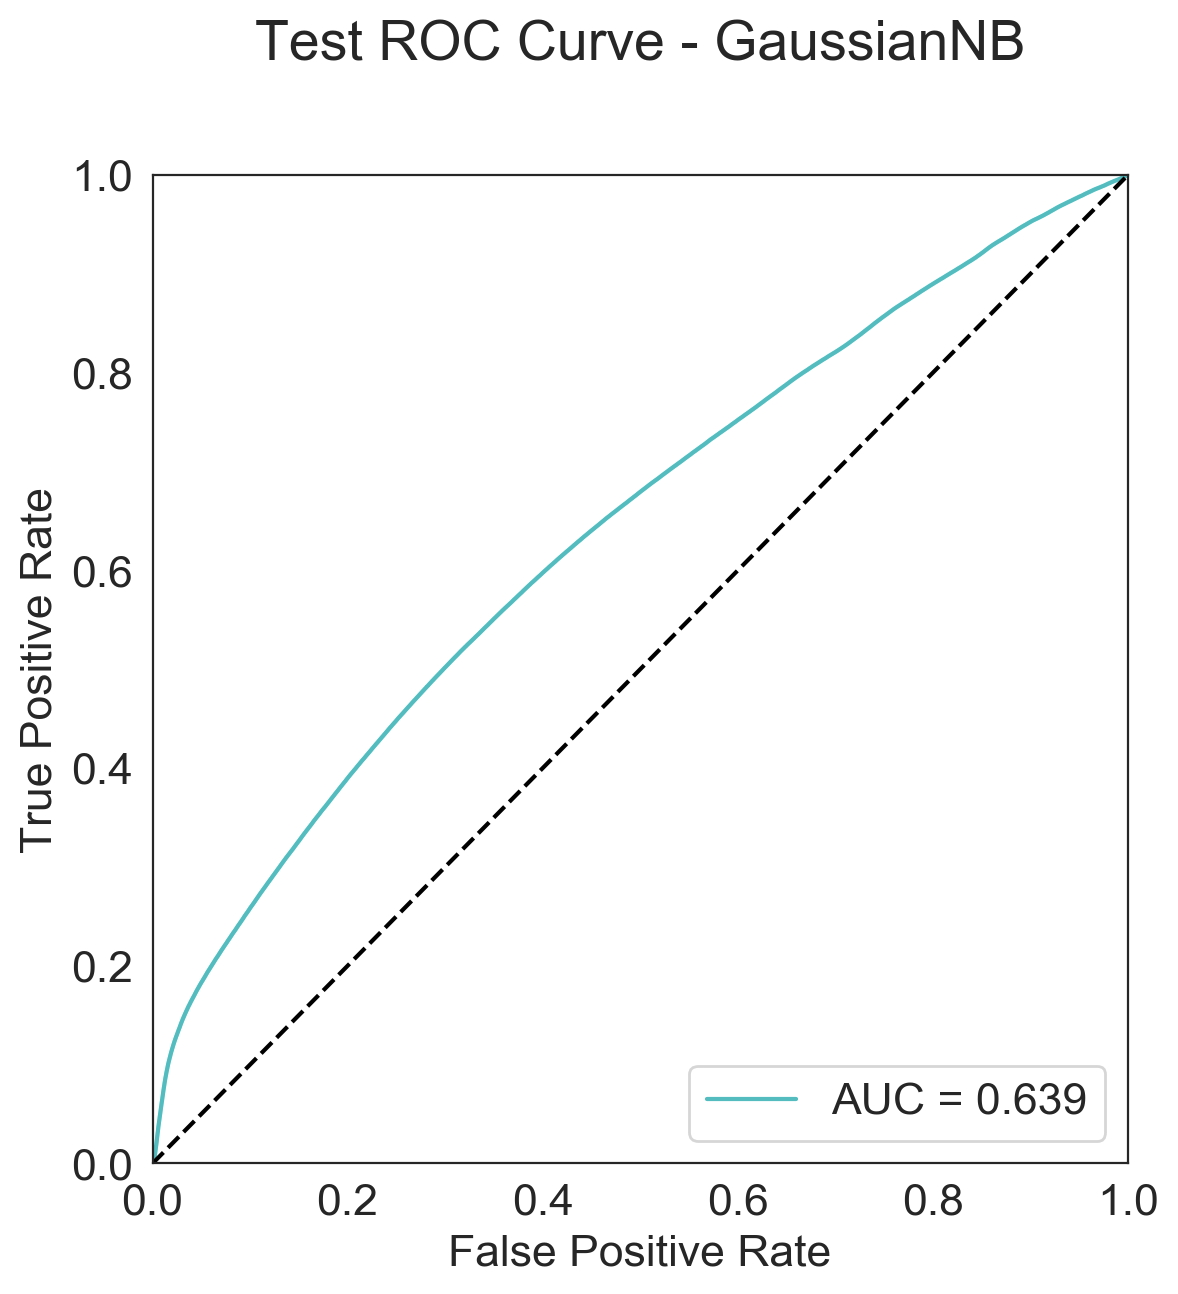 Test ROC Curve - GaussianNB
1.0
0.8
0.6
0.4
0.2
0.0
True Positive Rate
AUC = 0.639
0.0 0.2 0.4 0.6 0.8 1.0
False Positive Rate